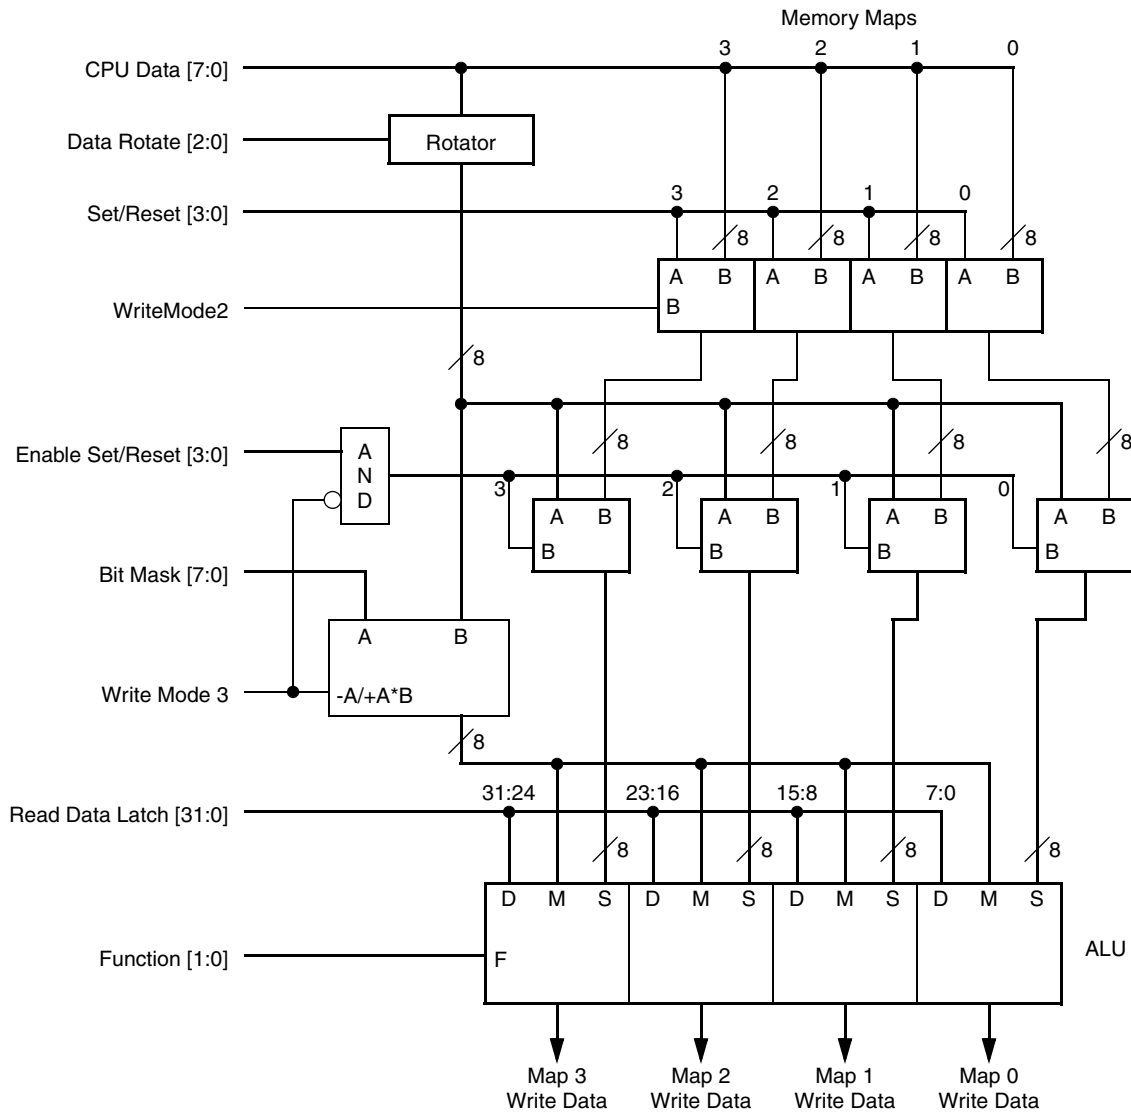 Memory Maps
3 2 1 0
CPU Data [7:0]
Data Rotate [2:0]
Rotator
3 2 1 0
Set/Reset [3:0]
8 8 8 8
A B A B A B A B
WriteMode2
B
8
8 8 8 8
Enable Set/Reset [3:0]
A
N
D
3 2 1 0
A B A B A B A B
B B B B
Bit Mask [7:0]
A B
Write Mode 3
-A/+A*B
8
31:24 23:16 15:8 7:0
Read Data Latch [31:0]
8 8 8 8
D M S D M S D M S D M S
ALU
Function [1:0]
F
Map 3 Map 2 Map 1 Map 0
Write Data Write Data Write Data Write Data